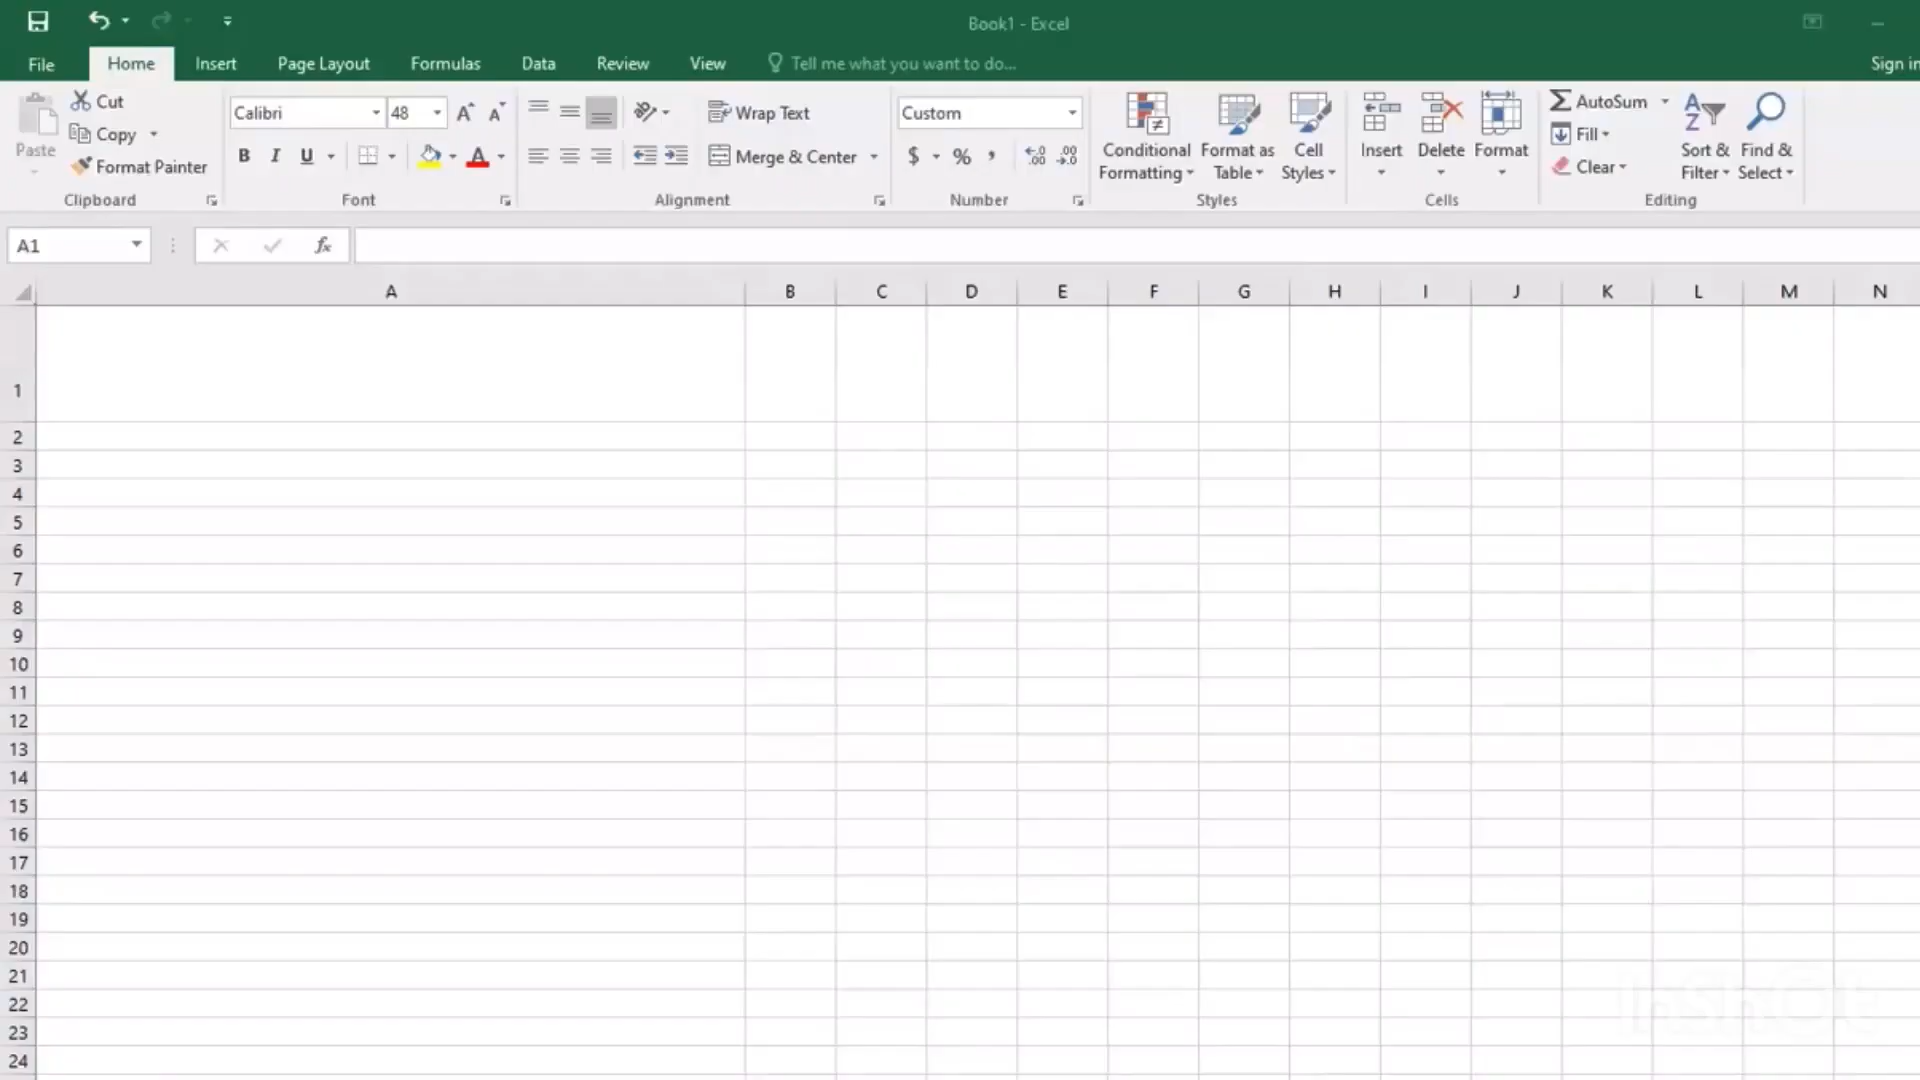 Book1 - Excel
File Home Insert Page Layout Formulas Data Review View Tell me what you want to do... Sign in
Paste
Cut
Copy
Format Painter
Clipboard
Calibri 48
B I U
Font
Wrap Text
Merge & Center
Alignment
Custom
$ % ,
Number
Conditional Formatting
Format as Table
Cell Styles
Styles
Insert
Delete
Format
Cells
AutoSum
Fill
Clear
Sort & Filter
Find & Select
Editing
A1 fx
A B C D E F G H I J K L M N
1
2
3
4
5
6
7
8
9
10
11
12
13
14
15
16
17
18
19
20
21
22
23
24
InShOt